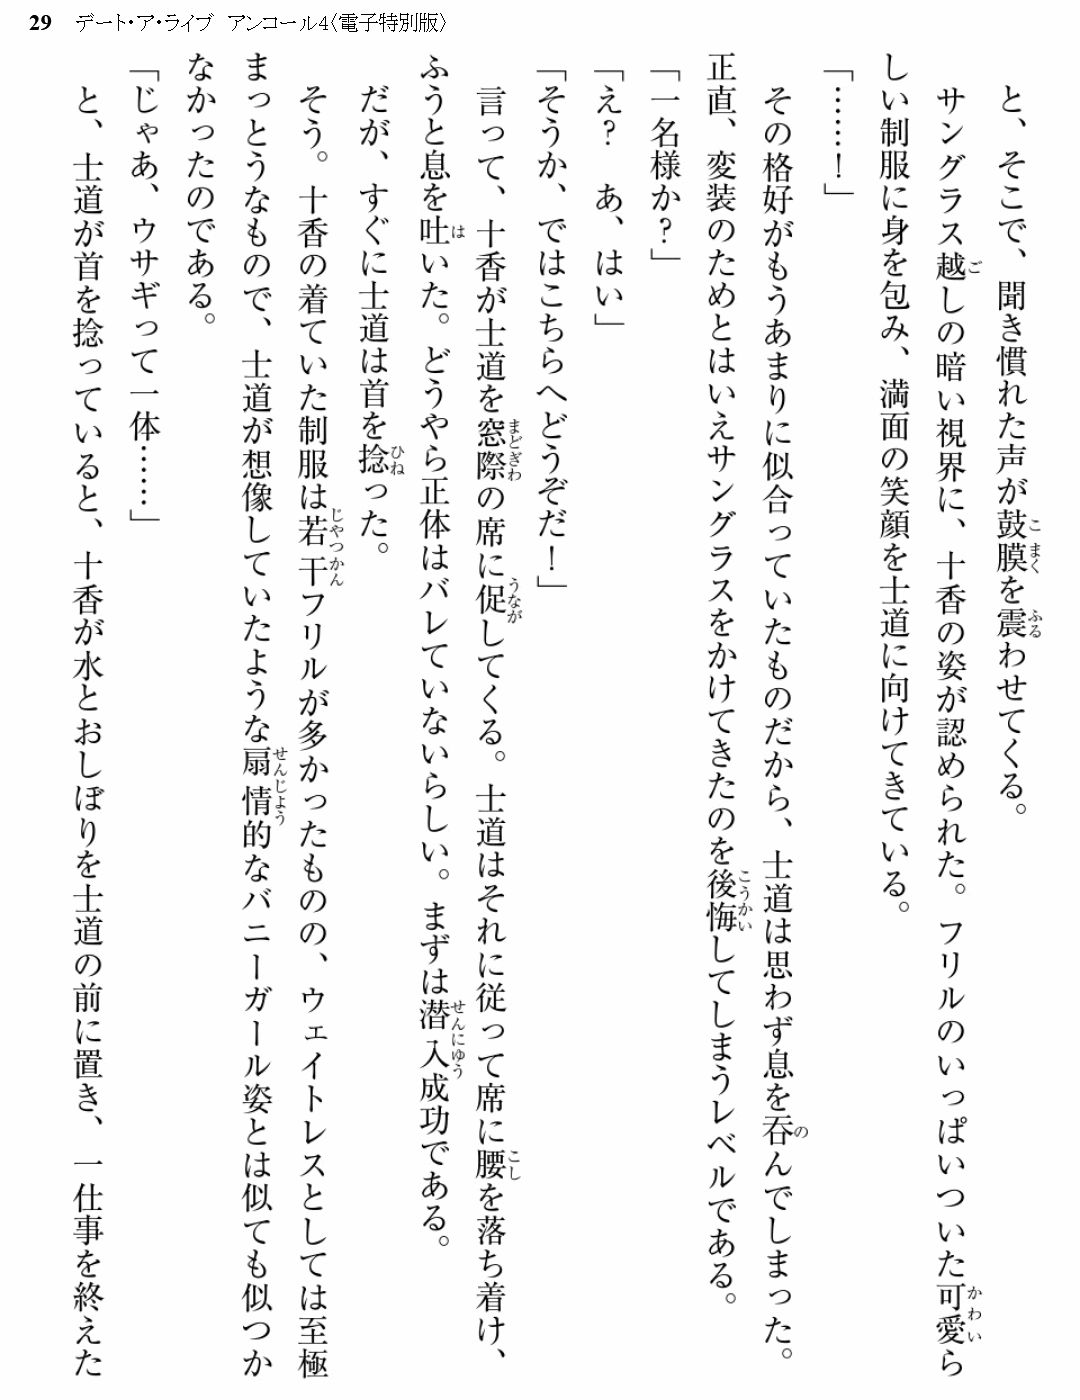 29 デート・ア・ライブ アンコール4〈電子特別版〉
と、そこで、聞き慣れた声が鼓膜を震わせてくる。
サングラス越しの暗い視界に、十香の姿が認められた。フリルのいっぱいついた可愛ら
しい制服に身を包み、満面の笑顔を士道に向けてきている。
「……！」
その格好がもうあまりに似合っていたものだから、士道は思わず息を呑んでしまった。
正直、変装のためとはいえサングラスをかけてきたのを後悔してしまうレベルである。
「一名様か？」
「え？　あ、はい」
「そうか、ではこちらへどうぞだ！」
言って、十香が士道を窓際の席に促してくる。士道はそれに従って席に腰を落ち着け、
ふうと息を吐いた。どうやら正体はバレていないらしい。まずは潜入成功である。
だが、すぐに士道は首を捻った。
そう。十香の着ていた制服は若干フリルが多かったものの、ウェイトレスとしては至極
まっとうなもので、士道が想像していたような扇情的なバニーガール姿とは似ても似つか
なかったのである。
「じゃあ、ウサギって一体……」
と、士道が首を捻っていると、十香が水とおしぼりを士道の前に置き、一仕事を終えた